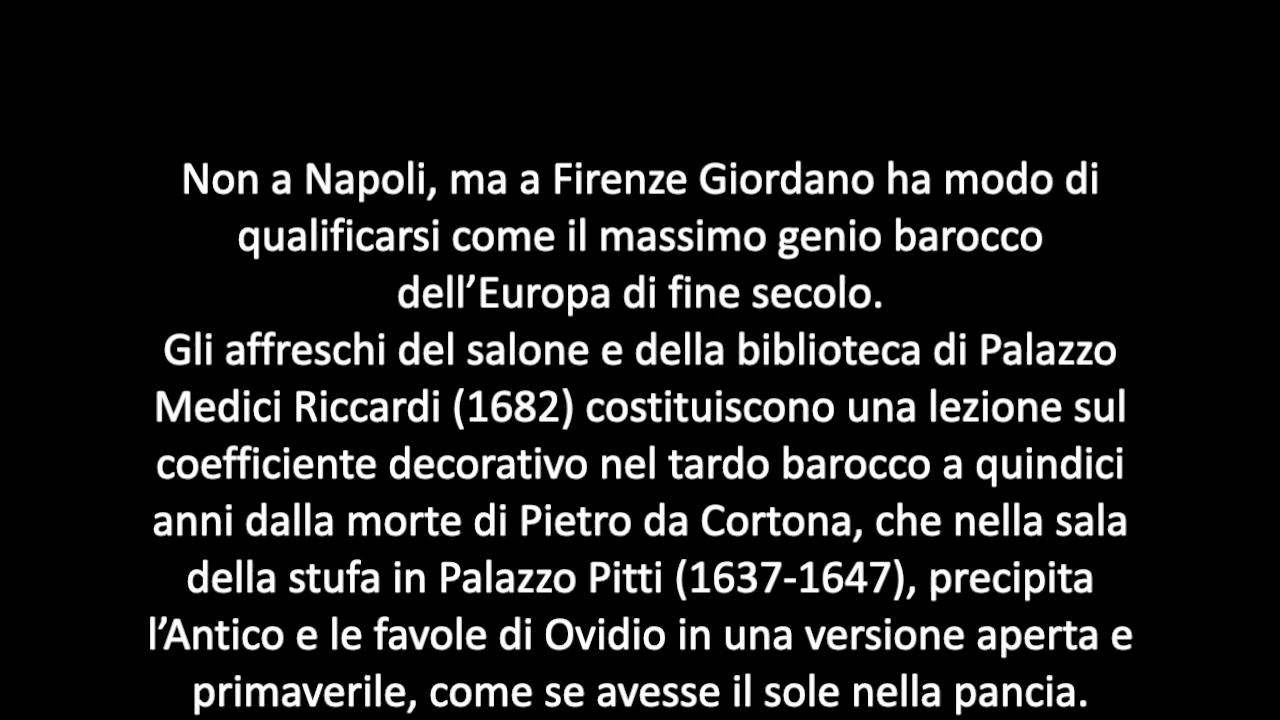 Non a Napoli, ma a Firenze Giordano ha modo di
qualificarsi come il massimo genio barocco
dell’Europa di fine secolo.
Gli affreschi del salone e della biblioteca di Palazzo
Medici Riccardi (1682) costituiscono una lezione sul
coefficiente decorativo nel tardo barocco a quindici
anni dalla morte di Pietro da Cortona, che nella sala
della stufa in Palazzo Pitti (1637-1647), precipita
l’Antico e le favole di Ovidio in una versione aperta e
primaverile, come se avesse il sole nella pancia.